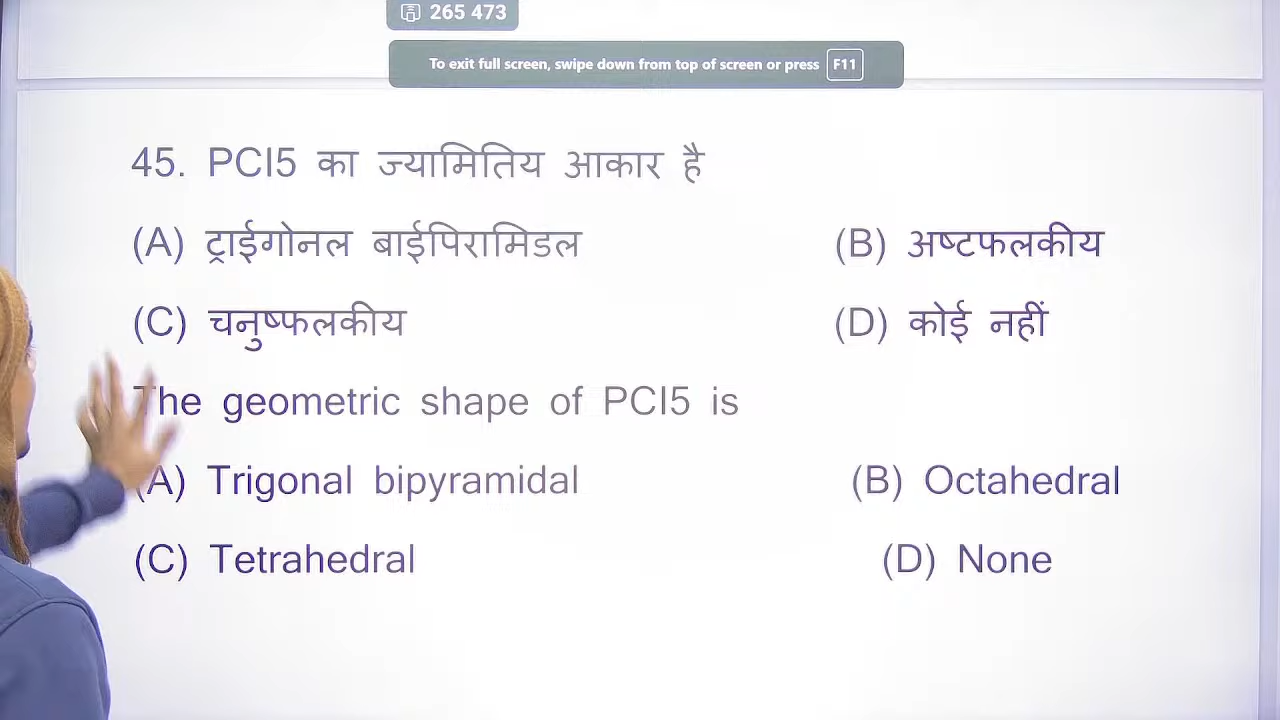 265 473
To exit full screen, swipe down from top of screen or press F11
45. PCl5 का ज्यामितिय आकार है
(A) ट्राईगोनल बाईपिरामिडल (B) अष्टफलकीय
(C) चनुष्फलकीय (D) कोई नहीं
The geometric shape of PCl5 is
(A) Trigonal bipyramidal (B) Octahedral
(C) Tetrahedral (D) None